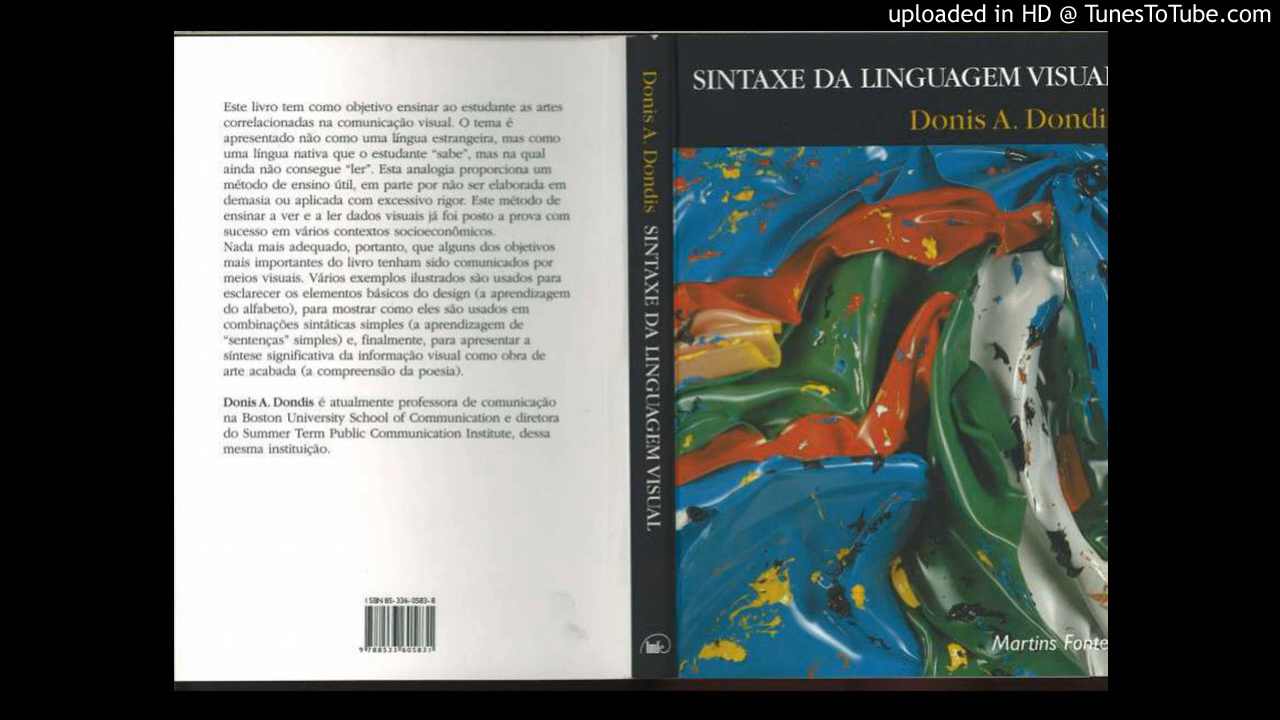 uploaded in HD @ TunesToTube.com
Este livro tem como objetivo ensinar ao estudante as artes
correlacionadas na comunicação visual. O tema é
apresentado não como uma língua estrangeira, mas como
uma língua nativa que o estudante "sabe", mas na qual
ainda não consegue "ler". Esta analogia proporciona um
método de ensino útil, em parte por não ser elaborada em
demasia ou aplicada com excessivo rigor. Este método de
ensinar a ver e a ler dados visuais já foi posto a prova com
sucesso em vários contextos socioeconômicos.
Nada mais adequado, portanto, que alguns dos objetivos
mais importantes do livro tenham sido comunicados por
meios visuais. Vários exemplos ilustrados são usados para
esclarecer os elementos básicos do design (a aprendizagem
do alfabeto), para mostrar como eles são usados em
combinações sintáticas simples (a aprendizagem de
"sentenças" simples) e, finalmente, para apresentar a
síntese significativa da informação visual como obra de
arte acabada (a compreensão da poesia).
Donis A. Dondis é atualmente professora de comunicação
na Boston University School of Communication e diretora
do Summer Term Public Communication Institute, dessa
mesma instituição.
ISBN 85-336-0583-8
9 788533 605831
Donis A. Dondis SINTAXE DA LINGUAGEM VISUAL
SINTAXE DA LINGUAGEM VISUAL
Donis A. Dondi
Martins Fonte